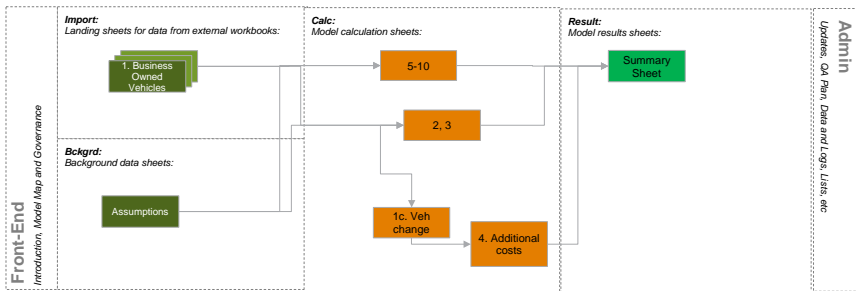 Front-End
Introduction, Model Map and Governance
Import:
Landing sheets for data from external workbooks:
1. Business
Owned
Vehicles
Bckgrd:
Background data sheets:
Assumptions
Calc:
Model calculation sheets:
5-10
2, 3
1c. Veh
change
4. Additional
costs
Result:
Model results sheets:
Summary
Sheet
Admin
Updates, QA Plan, Data and Logs, Lists, etc